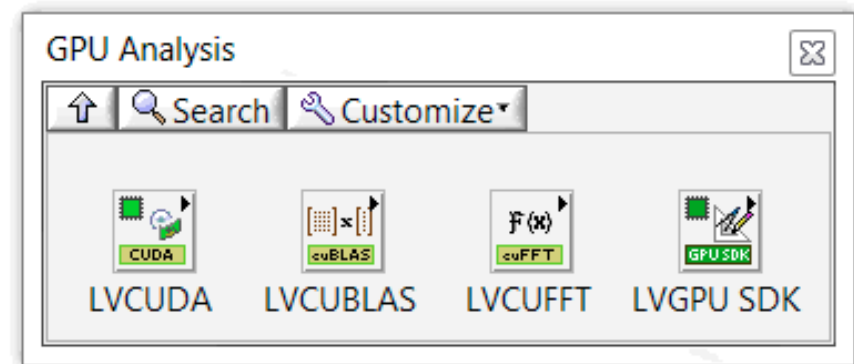 GPU Analysis
Search Customize
CUDA cuBLAS F(x) cuFFT GPU SDK
LVCUDA LVCUBLAS LVCUFFT LVGPU SDK